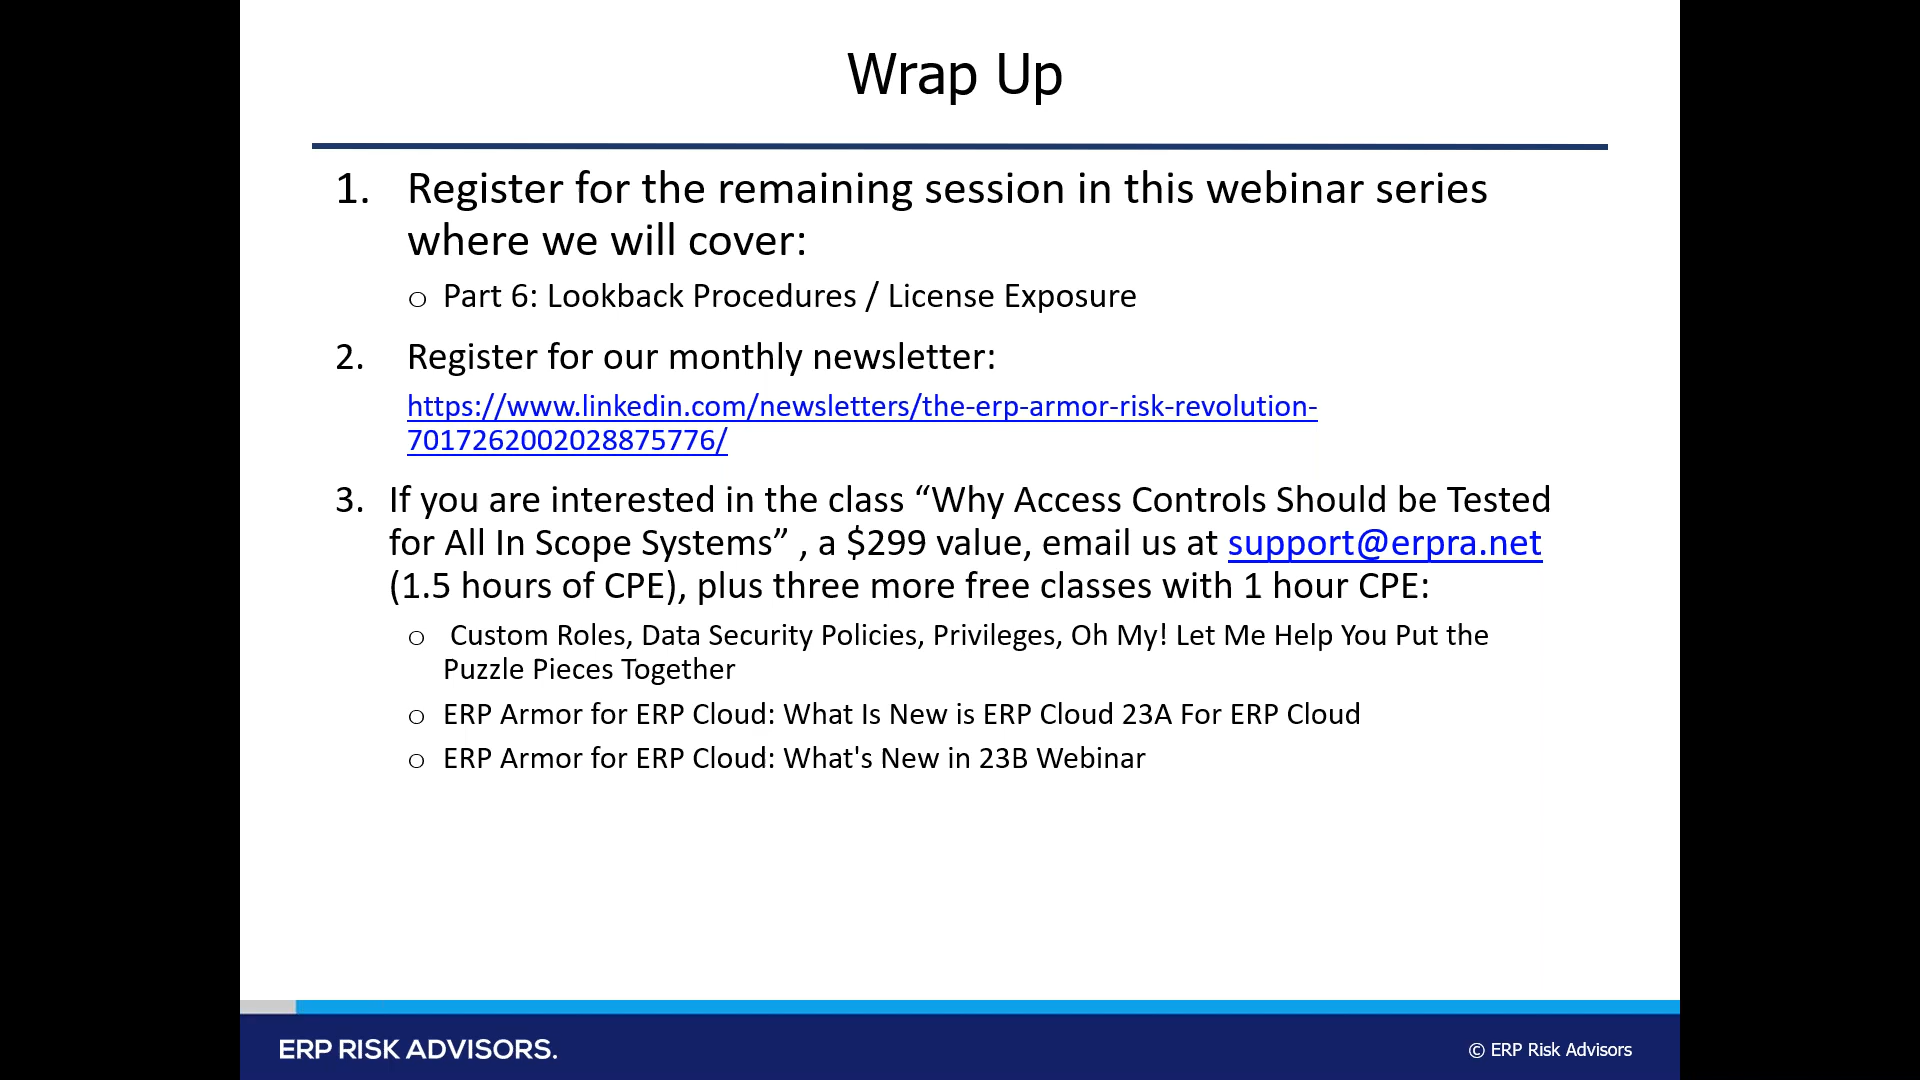 Wrap Up
1. Register for the remaining session in this webinar series
where we will cover:
o Part 6: Lookback Procedures / License Exposure
2. Register for our monthly newsletter:
https://www.linkedin.com/newsletters/the-erp-armor-risk-revolution-
7017262002028875776/
3. If you are interested in the class “Why Access Controls Should be Tested
for All In Scope Systems” , a $299 value, email us at support@erpra.net
(1.5 hours of CPE), plus three more free classes with 1 hour CPE:
o Custom Roles, Data Security Policies, Privileges, Oh My! Let Me Help You Put the
Puzzle Pieces Together
o ERP Armor for ERP Cloud: What Is New is ERP Cloud 23A For ERP Cloud
o ERP Armor for ERP Cloud: What's New in 23B Webinar
ERP RISK ADVISORS.
© ERP Risk Advisors